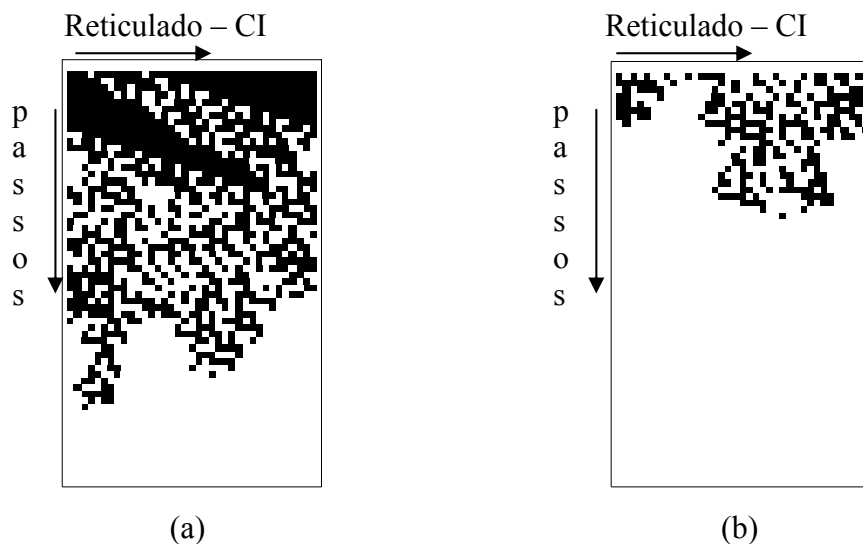 Reticulado – CI
p
a
s
s
o
s
(a)
Reticulado – CI
p
a
s
s
o
s
(b)